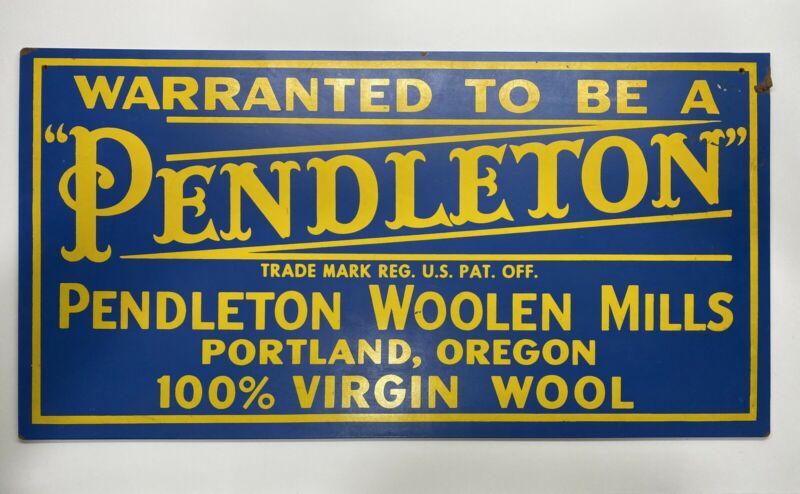 WARRANTED TO BE A
"PENDLETON"
TRADE MARK REG. U.S. PAT. OFF.
PENDLETON WOOLEN MILLS
PORTLAND, OREGON
100% VIRGIN WOOL